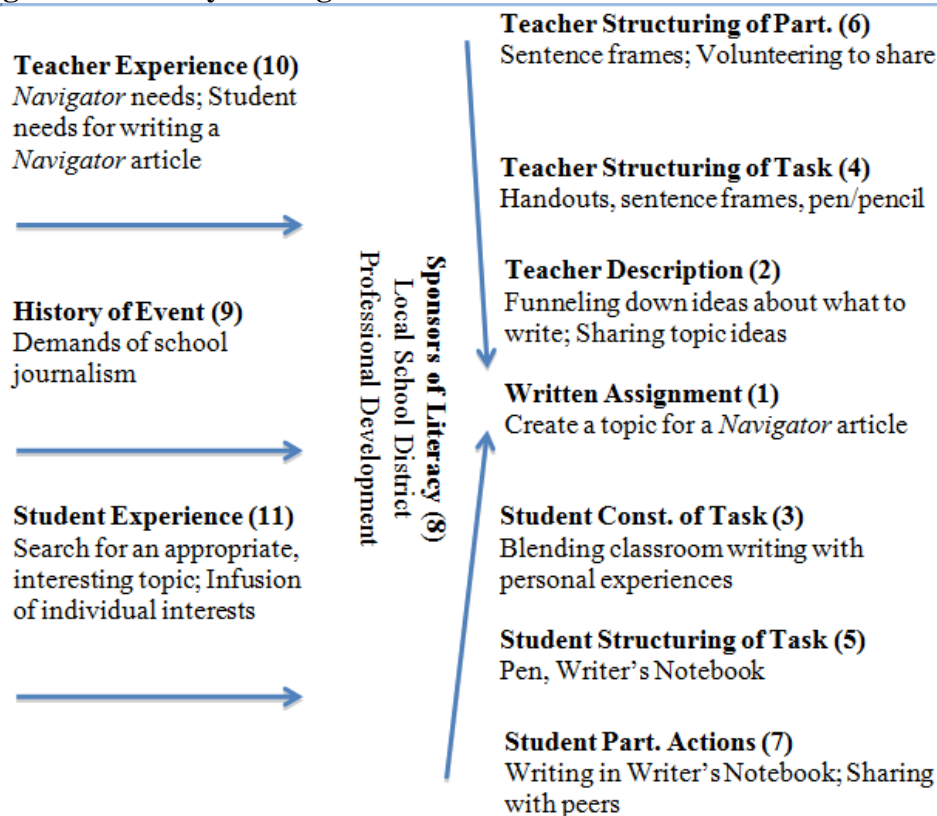 Teacher Experience (10)
Navigator needs; Student
needs for writing a
Navigator article
History of Event (9)
Demands of school
journalism
Student Experience (11)
Search for an appropriate,
interesting topic; Infusion
of individual interests
Sponsors of Literacy (8)
Local School District
Professional Development
Teacher Structuring of Part. (6)
Sentence frames; Volunteering to share
Teacher Structuring of Task (4)
Handouts, sentence frames, pen/pencil
Teacher Description (2)
Funneling down ideas about what to
write; Sharing topic ideas
Written Assignment (1)
Create a topic for a Navigator article
Student Const. of Task (3)
Blending classroom writing with
personal experiences
Student Structuring of Task (5)
Pen, Writer's Notebook
Student Part. Actions (7)
Writing in Writer's Notebook; Sharing
with peers